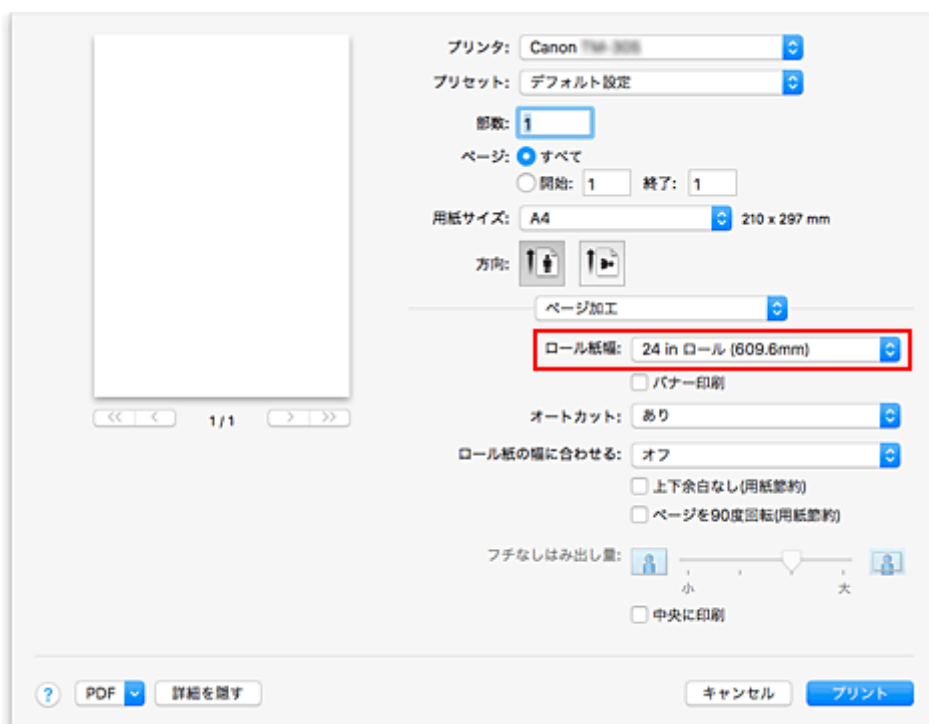 プリンタ: Canon
プリセット: デフォルト設定
部数: 1
ページ: すべて
開始: 1 終了: 1
用紙サイズ: A4 210 x 297 mm
方向:
ページ加工
ロール紙幅: 24 in ロール (609.6mm)
バナー印刷
<< < 1 / 1 > >>
オートカット: あり
ロール紙の幅に合わせる: オフ
上下余白なし(用紙節約)
ページを90度回転(用紙節約)
フチなしはみ出し量:
小 大
中央に印刷
? PDF 詳細を隠す キャンセル プリント